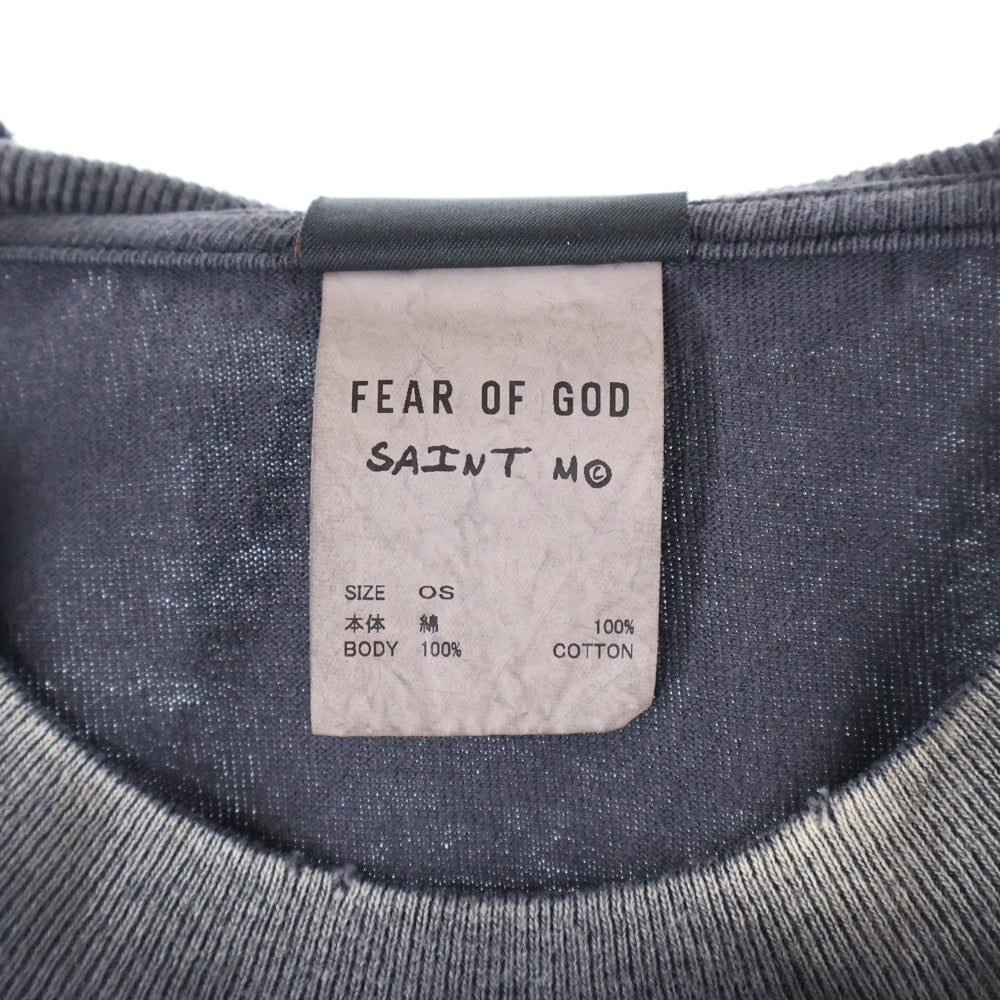 FEAR OF GOD
SAINT M©
SIZE OS
本体 綿 100%
BODY 100% COTTON